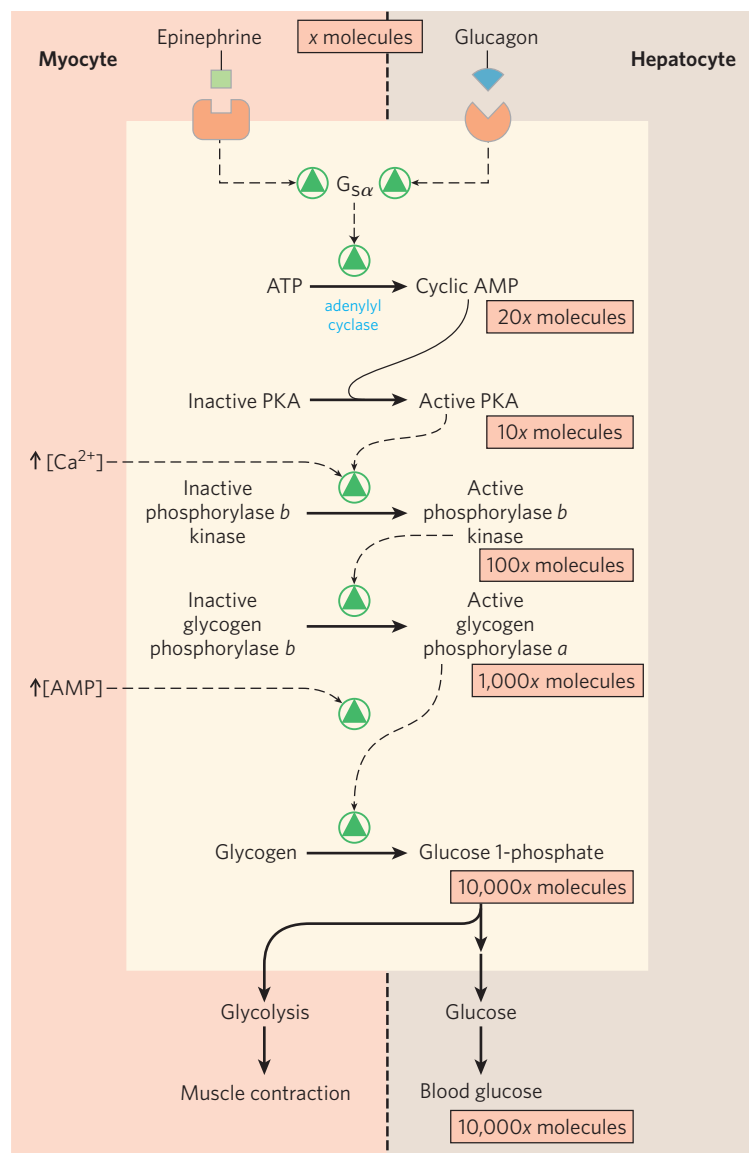 Myocyte
Epinephrine
x molecules
Glucagon
Hepatocyte
Gsα
ATP
adenylyl
cyclase
Cyclic AMP
20x molecules
Inactive PKA
Active PKA
10x molecules
↑[Ca²⁺]
Inactive
phosphorylase b
kinase
Active
phosphorylase b
kinase
100x molecules
Inactive
glycogen
phosphorylase b
Active
glycogen
phosphorylase a
1,000x molecules
↑[AMP]
Glycogen
Glucose 1-phosphate
10,000x molecules
Glycolysis
Glucose
Muscle contraction
Blood glucose
10,000x molecules